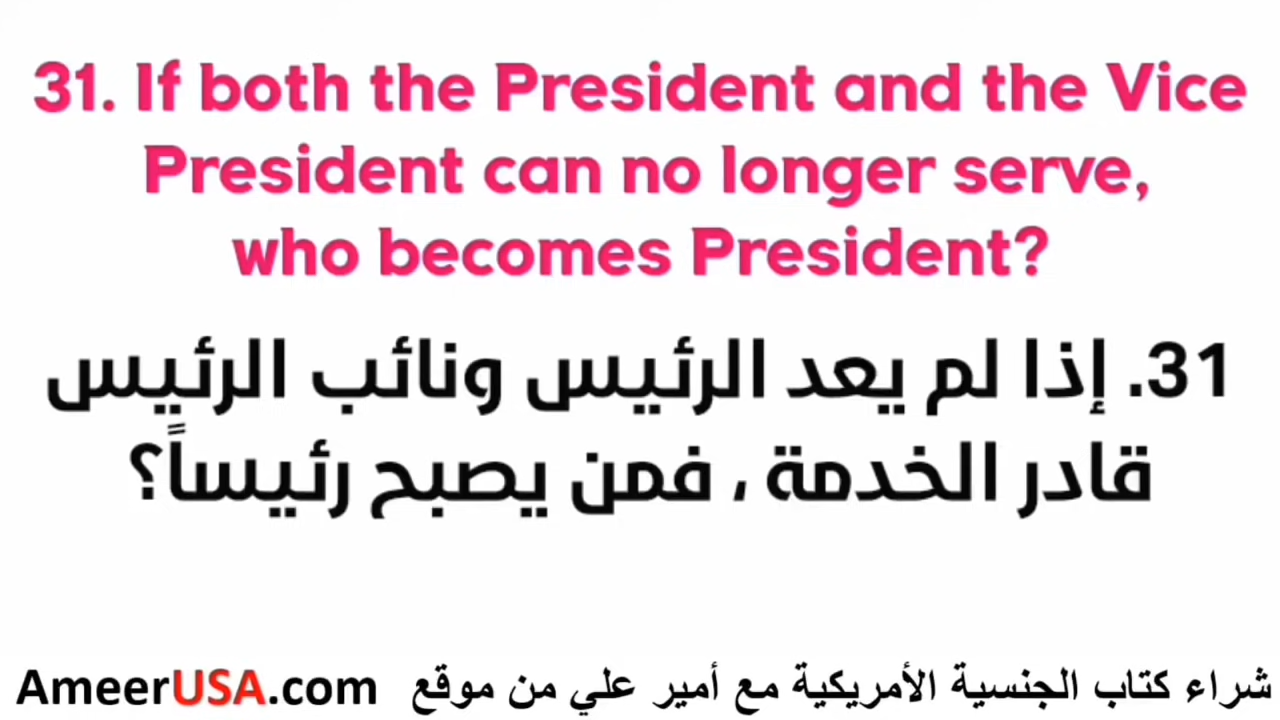 31. If both the President and the Vice
President can no longer serve,
who becomes President?
31. إذا لم يعد الرئيس ونائب الرئيس
قادر الخدمة ، فمن يصبح رئيساً؟
شراء كتاب الجنسية الأمريكية مع أمير علي من موقع AmeerUSA.com